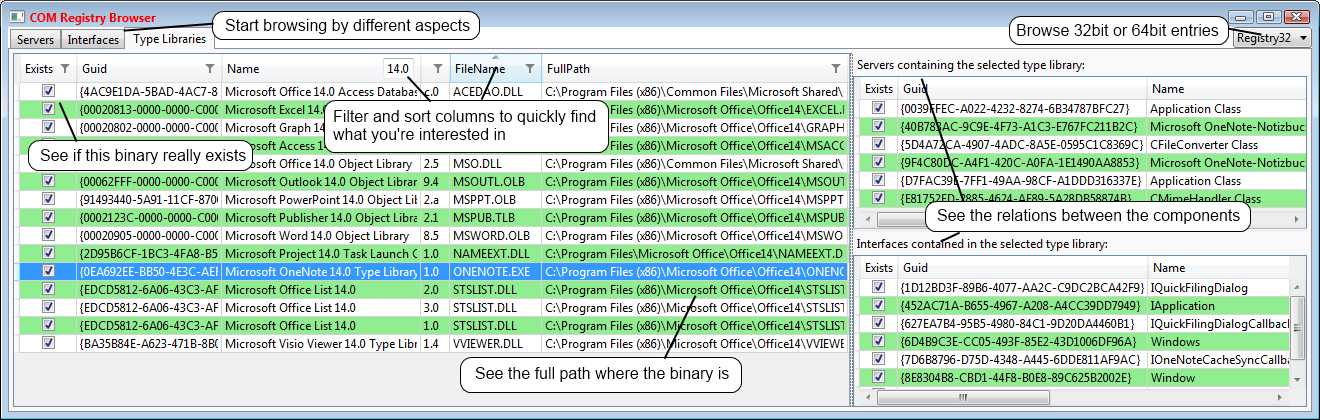 COM Registry Browser
Start browsing by different aspects
Browse 32bit or 64bit entries
Servers Interfaces Type Libraries
Registry32
Exists Guid Name 14.0 FileName FullPath
{4AC9E1DA-5BAD-4AC7-8 Microsoft Office 14.0 Access Databas c.0 ACEDAO.DLL C:\Program Files (x86)\Common Files\Microsoft Shared\
{00020813-0000-0000-C000 Microsoft Excel 14.0 C:\Program Files (x86)\Microsoft Office\Office14\EXCEL.
{00020802-0000-0000-C000 Microsoft Graph 14.0 C:\Program Files (x86)\Microsoft Office\Office14\GRAPH
Microsoft Access 1 C:\Program Files (x86)\Microsoft Office\Office14\MSACC
Filter and sort columns to quickly find
what you're interested in
See if this binary really exists
Microsoft Office 14.0 Object Library 2.5 MSO.DLL C:\Program Files (x86)\Common Files\Microsoft Shared\
{00062FFF-0000-0000-C000 Microsoft Outlook 14.0 Object Librar 9.4 MSOUTL.OLB C:\Program Files (x86)\Microsoft Office\Office14\MSOUT
{91493440-5A91-11CF-870 Microsoft PowerPoint 14.0 Object Lib 2.a MSPPT.OLB C:\Program Files (x86)\Microsoft Office\Office14\MSPPT
{0002123C-0000-0000-C000 Microsoft Publisher 14.0 Object Libra 2.1 MSPUB.TLB C:\Program Files (x86)\Microsoft Office\Office14\MSPUB
{00020905-0000-0000-C000 Microsoft Word 14.0 Object Library 8.5 MSWORD.OLB C:\Program Files (x86)\Microsoft Office\Office14\MSWO
{2D95B6CF-1BC3-4FA8-B5 Microsoft Project 14.0 Task Launch C 1.0 NAMEEXT.DLL C:\Program Files (x86)\Microsoft Office\Office14\NAMEEXT.D
{0EA692EE-BB50-4E3C-AEI Microsoft OneNote 14.0 Type Library 1.0 ONENOTE.EXE C:\Program Files (x86)\Microsoft Office\Office14\ONENC
{EDCD5812-6A06-43C3-AF Microsoft Office List 14.0 2.0 STSLIST.DLL C:\Program Files (x86)\Microsoft Office\Office14\STSLIST
{EDCD5812-6A06-43C3-AF Microsoft Office List 14.0 3.0 STSLIST.DLL C:\Program Files (x86)\Microsoft Office\Office14\STSLIST
{EDCD5812-6A06-43C3-AF Microsoft Office List 14.0 1.0 STSLIST.DLL C:\Program Files (x86)\Microsoft Office\Office14\STSLIST
{BA35B84E-A623-471B-8B0 Microsoft Visio Viewer 14.0 Type Libr 1.4 VVIEWER.DLL C:\Program Files (x86)\Microsoft Office\Office14\VVIEWE
See the full path where the binary is
Servers containing the selected type library:
Exists Guid Name
{0039FFEC-A022-4232-8274-6B34787BFC27} Application Class
{40B783AC-9C9E-4F73-A1C3-E767FC211B2C} Microsoft OneNote-Notizbuc
{5D4A72CA-4907-4ADC-8A5E-0595C1C8369C} CFileConverter Class
{9F4C80DC-A4F1-420C-A0FA-1E1490AA8853} Microsoft OneNote-Notizbuc
{D7FAC39E-7FF1-49AA-98CF-A1DDD316337E} Application Class
{E81752FD-2885-4624-AE89-5A28DB58874B} CMimeHandler Class
See the relations between the components
Interfaces contained in the selected type library:
Exists Guid Name
{1D12BD3F-89B6-4077-AA2C-C9DC2BCA42F9} IQuickFilingDialog
{452AC71A-B655-4967-A208-A4CC39DD7949} IApplication
{627EA7B4-95B5-4980-84C1-9D20DA4460B1} IQuickFilingDialogCallback
{6D4B9C3E-CC05-493F-85E2-43D1006DF96A} Windows
{7D6B8796-D75D-4348-A445-6DDE811AF9AC} IOneNoteCacheSyncCallba
{8E8304B8-CBD1-44F8-B0E8-89C625B2002E} Window